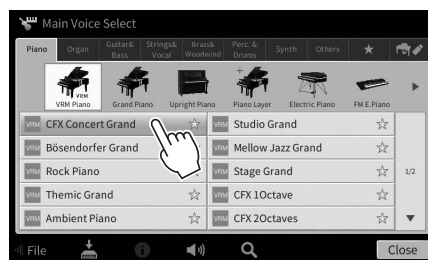 Main Voice Select
Piano Organ Guitar& Bass Strings& Vocal Brass& Woodwind Perc. & Drums Synth Others
VRM
VRM Piano Grand Piano Upright Piano Piano Layer Electric Piano FM E.Piano
VRM CFX Concert Grand VRM Studio Grand
VRM Bösendorfer Grand VRM Mellow Jazz Grand
VRM Rock Piano VRM Stage Grand 1/2
VRM Themic Grand VRM CFX 1Octave
VRM Ambient Piano VRM CFX 2Octaves
File Close